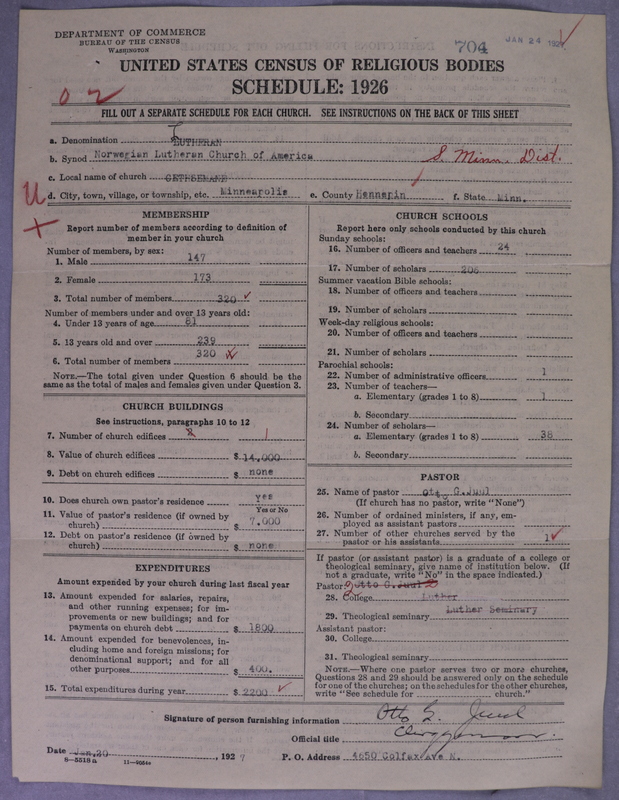 DEPARTMENT OF COMMERCE
BUREAU OF THE CENSUS
WASHINGTON
704
JAN 24 192
UNITED STATES CENSUS OF RELIGIOUS BODIES
SCHEDULE: 1926
FILL OUT A SEPARATE SCHEDULE FOR EACH CHURCH. SEE INSTRUCTIONS ON THE BACK OF THIS SHEET
a. Denomination LUTHERAN
b. Synod Norwegian Lutheran Church of America S. Minn. Dist.
c. Local name of church GETHSEMANE
d. City, town, village, or township, etc. Minneapolis e. County Hennepin f. State Minn.
MEMBERSHIP
Report number of members according to definition of
member in your church
Number of members, by sex:
1. Male 147
2. Female 173
3. Total number of members 320
Number of members under and over 13 years old:
4. Under 13 years of age 81
5. 13 years old and over 239
6. Total number of members 320
NOTE.—The total given under Question 6 should be the
same as the total of males and females given under Question 3.
CHURCH BUILDINGS
See instructions, paragraphs 10 to 12
7. Number of church edifices 1
8. Value of church edifices $ 14,000
9. Debt on church edifices $ none
10. Does church own pastor's residence yes
Yes or No
11. Value of pastor's residence (if owned by
church) $ 7,000
12. Debt on pastor's residence (if owned by
church) $ none
EXPENDITURES
Amount expended by your church during last fiscal year
13. Amount expended for salaries, repairs,
and other running expenses; for im-
provements or new buildings; and for
payments on church debt $ 1800
14. Amount expended for benevolences, in-
cluding home and foreign missions; for
denominational support; and for all
other purposes $ 400.
15. Total expenditures during year $ 2200
CHURCH SCHOOLS
Report here only schools conducted by this church
Sunday schools:
16. Number of officers and teachers 24
17. Number of scholars 206
Summer vacation Bible schools:
18. Number of officers and teachers
19. Number of scholars
Week-day religious schools:
20. Number of officers and teachers
21. Number of scholars
Parochial schools:
22. Number of administrative officers 1
23. Number of teachers—
a. Elementary (grades 1 to 8) 1
b. Secondary
24. Number of scholars—
a. Elementary (grades 1 to 8) 38
b. Secondary
PASTOR
25. Name of pastor Otto G.Juul
(If church has no pastor, write "None")
26. Number of ordained ministers, if any, em-
ployed as assistant pastors
27. Number of other churches served by the
pastor or his assistants 1
If pastor (or assistant pastor) is a graduate of a college or
theological seminary, give name of institution below. (If
not a graduate, write "No" in the space indicated.)
Pastor: Otto G.Juul
28. College Luther
29. Theological seminary Luther Seminary
Assistant pastor:
30. College
31. Theological seminary
NOTE.—Where one pastor serves two or more churches,
Questions 28 and 29 should be answered only on the schedule
for one of the churches; on the schedules for the other churches,
write "See schedule for church."
Signature of person furnishing information Otto G. Juul
Official title Clergyman.
Date Jan.20, 1927 P. O. Address 4650 Colfax Ave N.
8-5518a 11-9054